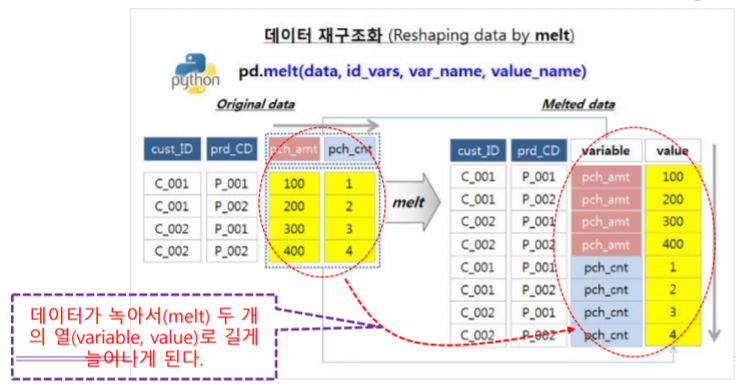 데이터 재구조화 (Reshaping data by melt)
python
pd.melt(data, id_vars, var_name, value_name)
Original data
Melted data
cust_ID prd_CD pch_amt pch_cnt
C_001 P_001 100 1
C_001 P_002 200 2
C_002 P_001 300 3
C_002 P_002 400 4
melt
cust_ID prd_CD variable value
C_001 P_001 pch_amt 100
C_001 P_002 pch_amt 200
C_002 P_001 pch_amt 300
C_002 P_002 pch_amt 400
C_001 P_001 pch_cnt 1
C_001 P_002 pch_cnt 2
C_002 P_001 pch_cnt 3
C_002 P_002 pch_cnt 4
데이터가 녹아서(melt) 두 개
의 열(variable, value)로 길게
늘어나게 된다.